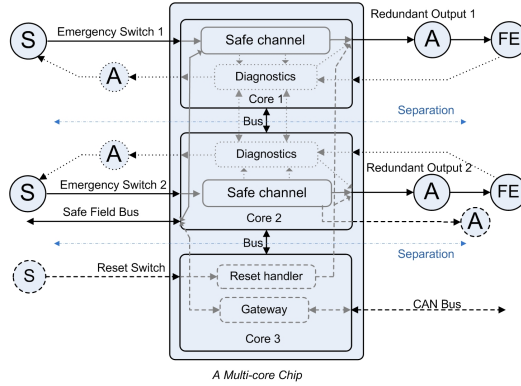 S
Emergency Switch 1
Safe channel
Redundant Output 1
A
FE
A
Diagnostics
Core 1
Bus
Separation
A
Diagnostics
Redundant Output 2
S
Emergency Switch 2
Safe channel
A
FE
Safe Field Bus
Core 2
A
Bus
Separation
S
Reset Switch
Reset handler
Gateway
CAN Bus
Core 3
A Multi-core Chip